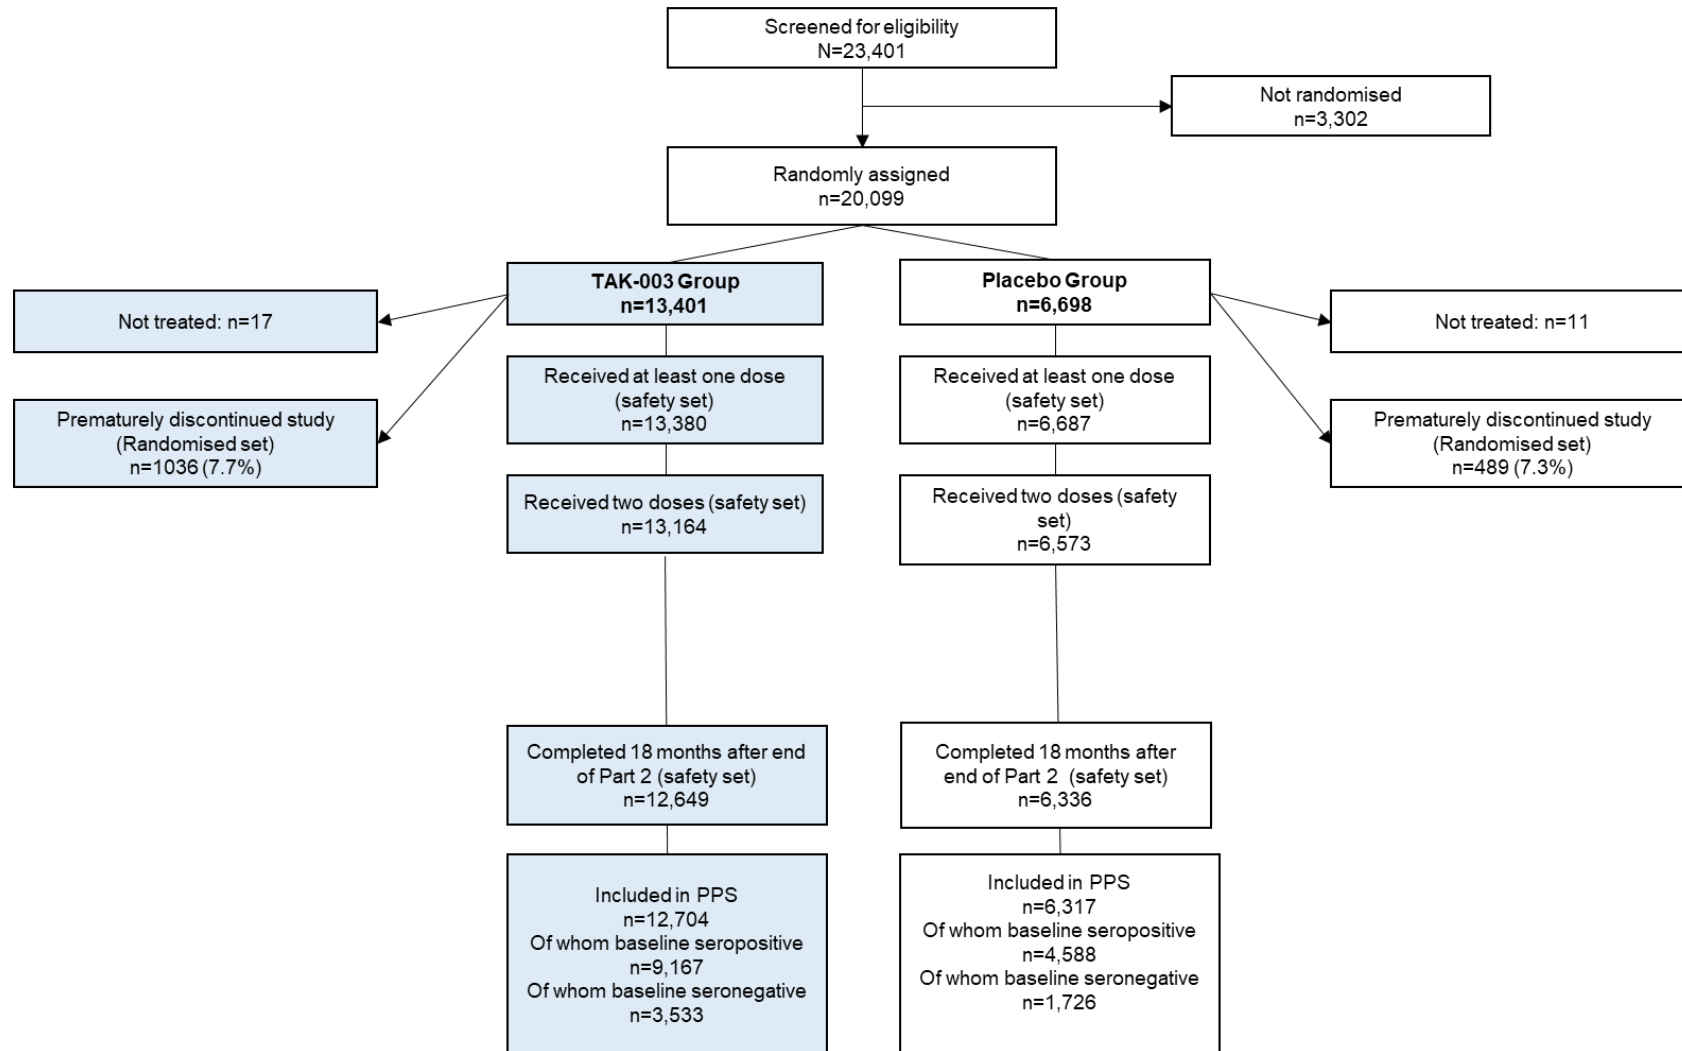 Screened for eligibility
N=23,401
Not randomised
n=3,302
Randomly assigned
n=20,099
TAK-003 Group
n=13,401
Placebo Group
n=6,698
Not treated: n=17
Not treated: n=11
Received at least one dose
(safety set)
n=13,380
Received at least one dose
(safety set)
n=6,687
Prematurely discontinued study
(Randomised set)
n=1036 (7.7%)
Prematurely discontinued study
(Randomised set)
n=489 (7.3%)
Received two doses (safety set)
n=13,164
Received two doses (safety
set)
n=6,573
Completed 18 months after end
of Part 2 (safety set)
n=12,649
Completed 18 months after
end of Part 2 (safety set)
n=6,336
Included in PPS
n=12,704
Of whom baseline seropositive
n=9,167
Of whom baseline seronegative
n=3,533
Included in PPS
n=6,317
Of whom baseline seropositive
n=4,588
Of whom baseline seronegative
n=1,726